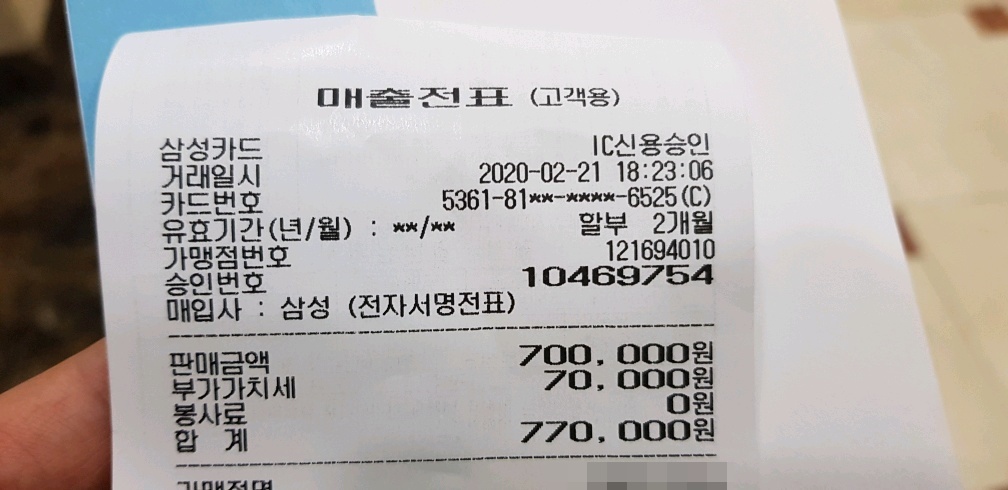 매출전표 (고객용)
삼성카드 IC신용승인
거래일시 2020-02-21 18:23:06
카드번호 5361-81**-****-6525(C)
유효기간(년/월) : **/** 할부 2개월
가맹점번호 121694010
승인번호 10469754
매입사 : 삼성 (전자서명전표)
판매금액 700,000원
부가가치세 70,000원
봉사료 0원
합 계 770,000원
가맹점명